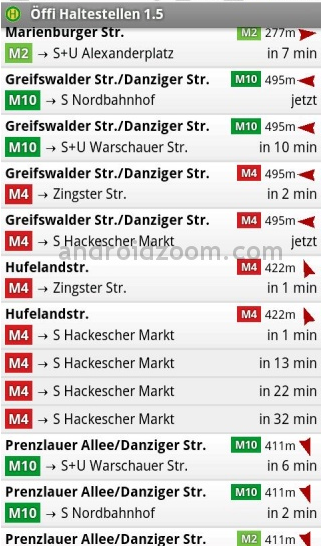 Öffi Haltestellen 1.5
Marienburger Str. M2 277m
M2 → S+U Alexanderplatz in 7 min
Greifswalder Str./Danziger Str. M10 495m
M10 → S Nordbahnhof jetzt
Greifswalder Str./Danziger Str. M10 495m
M10 → S+U Warschauer Str. in 10 min
Greifswalder Str./Danziger Str. M4 495m
M4 → Zingster Str. in 2 min
Greifswalder Str./Danziger Str. M4 495m
M4 → S Hackescher Markt jetzt
androidzoom.com
Hufelandstr. M4 422m
M4 → Zingster Str. in 1 min
Hufelandstr. M4 422m
M4 → S Hackescher Markt in 1 min
M4 → S Hackescher Markt in 13 min
M4 → S Hackescher Markt in 22 min
M4 → S Hackescher Markt in 32 min
Prenzlauer Allee/Danziger Str. M10 411m
M10 → S+U Warschauer Str. in 6 min
Prenzlauer Allee/Danziger Str. M10 411m
M10 → S Nordbahnhof in 2 min
Prenzlauer Allee/Danziger Str. M2 411m